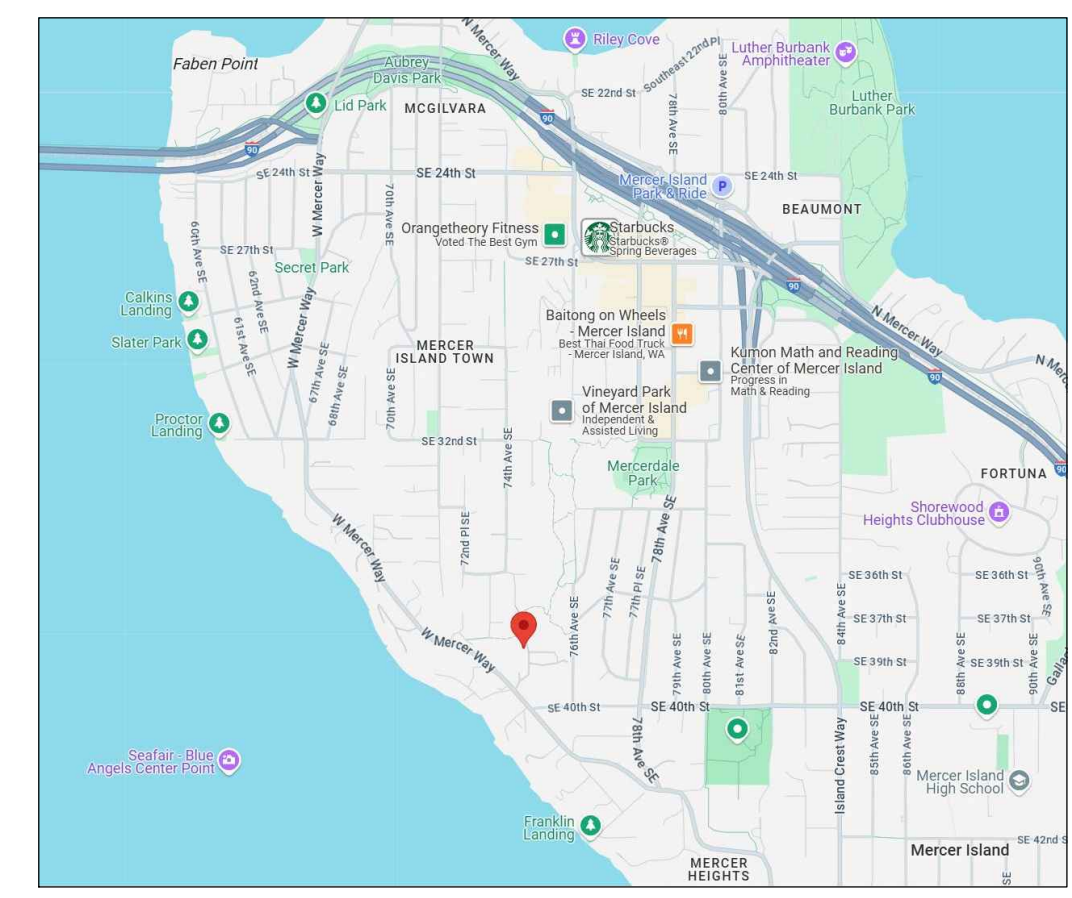 N Mercer Way
Riley Cove
Southeast 22nd Pl
Luther Burbank
Amphitheater
Faben Point
Aubrey
Davis Park
80th Ave SE
SE 22nd St
Lid Park
MCGILVARA
78th Ave SE
Luther
Burbank Park
90
90
SE 24th St
SE 24th St
W Mercer Way
70th Ave SE
Mercer Island
Park & Ride
P
SE 24th St
BEAUMONT
Orangetheory Fitness
Voted The Best Gym
Starbucks
Starbucks®
Spring Beverages
60th Ave SE
SE 27th St
SE 27th St
Secret Park
62nd Ave SE
90
Calkins
Landing
W Mercer Way
Baitong on Wheels
- Mercer Island
Best Thai Food Truck
- Mercer Island, WA
N Mercer Way
Slater Park
61st Ave SE
MERCER
ISLAND TOWN
Kumon Math and Reading
Center of Mercer Island
Progress in
Math & Reading
N Merc
67th Ave SE
68th Ave SE
70th Ave SE
90
Vineyard Park
of Mercer Island
Independent &
Assisted Living
Proctor
Landing
SE 32nd St
74th Ave SE
Mercerdale
Park
90
FORTUNA
Shorewood
Heights Clubhouse
W Mercer Way
72nd Pl SE
78th Ave SE
77th Ave SE
77th Pl SE
SE 36th St
SE 36th St
90th Ave SE
76th Ave SE
82nd Ave SE
84th Ave SE
SE 37th St
SE 37th St
W Mercer Way
79th Ave SE
80th Ave SE
81st Ave SE
SE 39th St
88th Ave SE
SE 39th St
90th Ave SE
Galla
SE 40th St
SE 40th St
SE 40th St
SE
78th Ave SE
Island Crest Way
85th Ave SE
86th Ave SE
Seafair - Blue
Angels Center Point
Mercer Island
High School
Franklin
Landing
SE 42nd S
Mercer Island
MERCER
HEIGHTS
SE